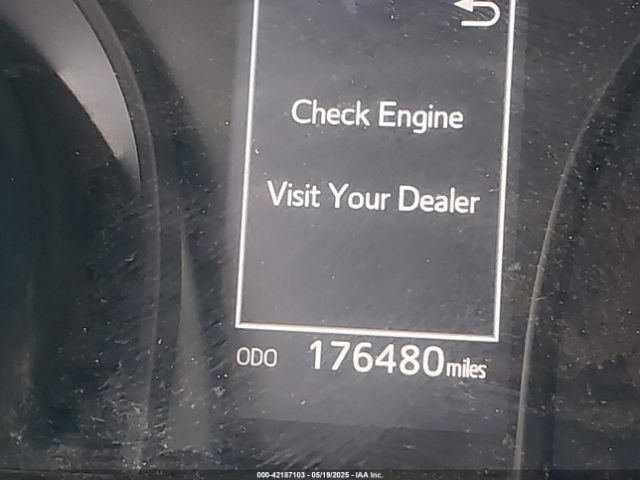 Check Engine
Visit Your Dealer
ODO 176480 miles
000-42187103 - 05/19/2025 - IAA Inc.